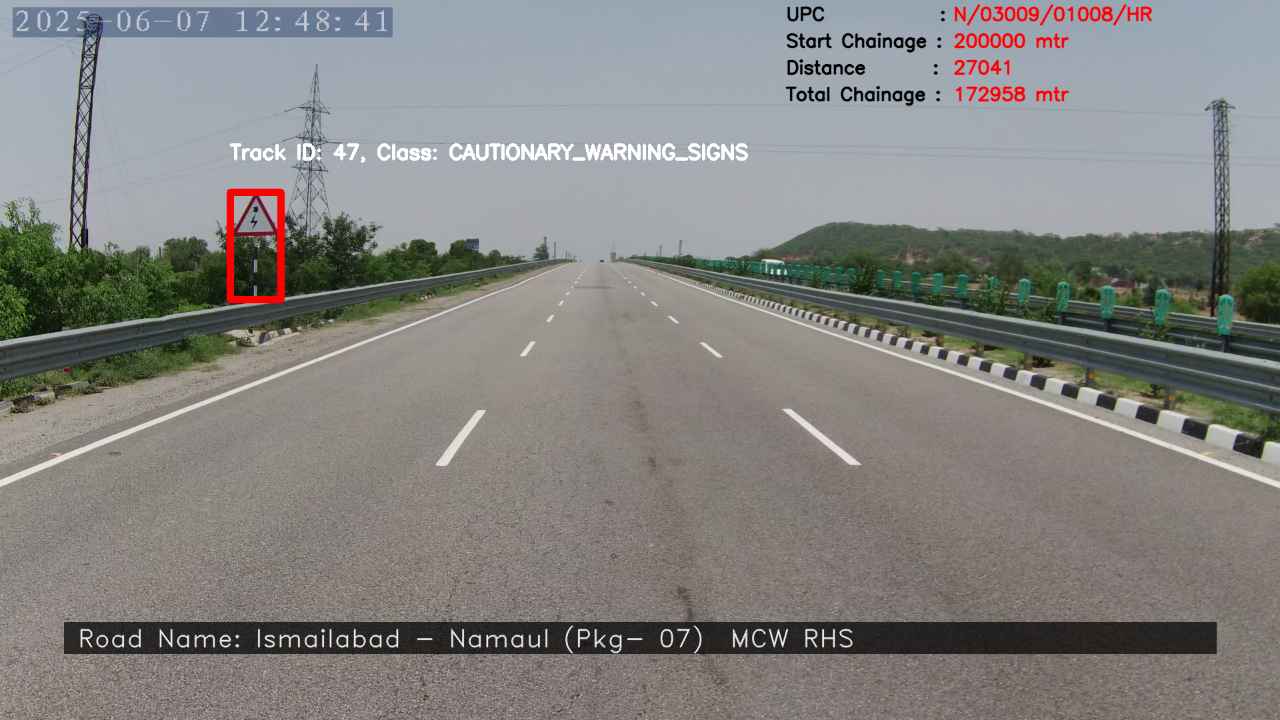 2025-06-07 12:48:41
UPC : N/03009/01008/HR
Start Chainage : 200000 mtr
Distance : 27041
Total Chainage : 172958 mtr
Track ID: 47, Class: CAUTIONARY_WARNING_SIGNS
Road Name: Ismailabad - Namaul (Pkg- 07) MCW RHS